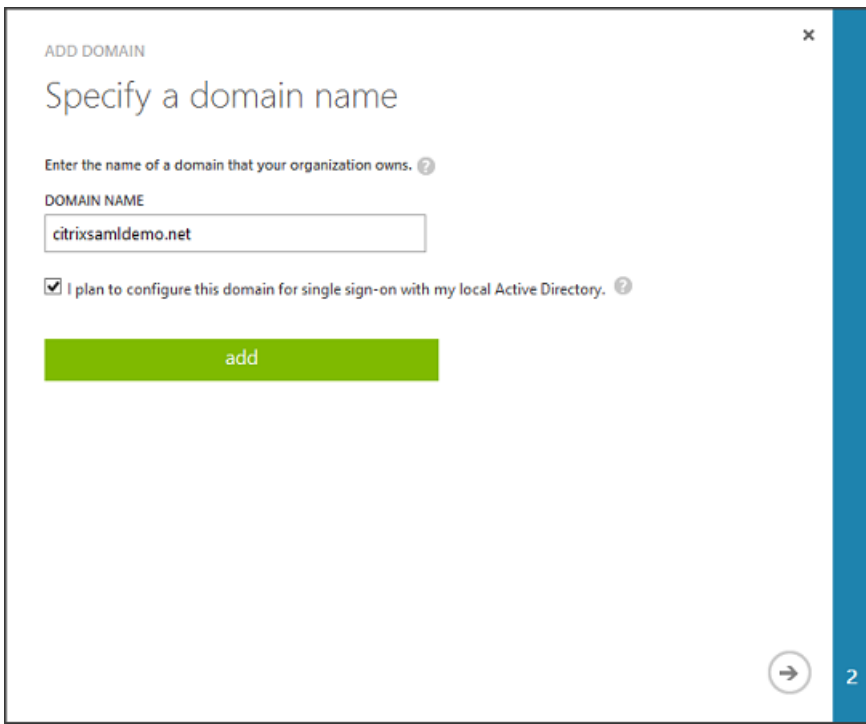 ADD DOMAIN
Specify a domain name
Enter the name of a domain that your organization owns. ?
DOMAIN NAME
citrixsamldemo.net
I plan to configure this domain for single sign-on with my local Active Directory. ?
add
2